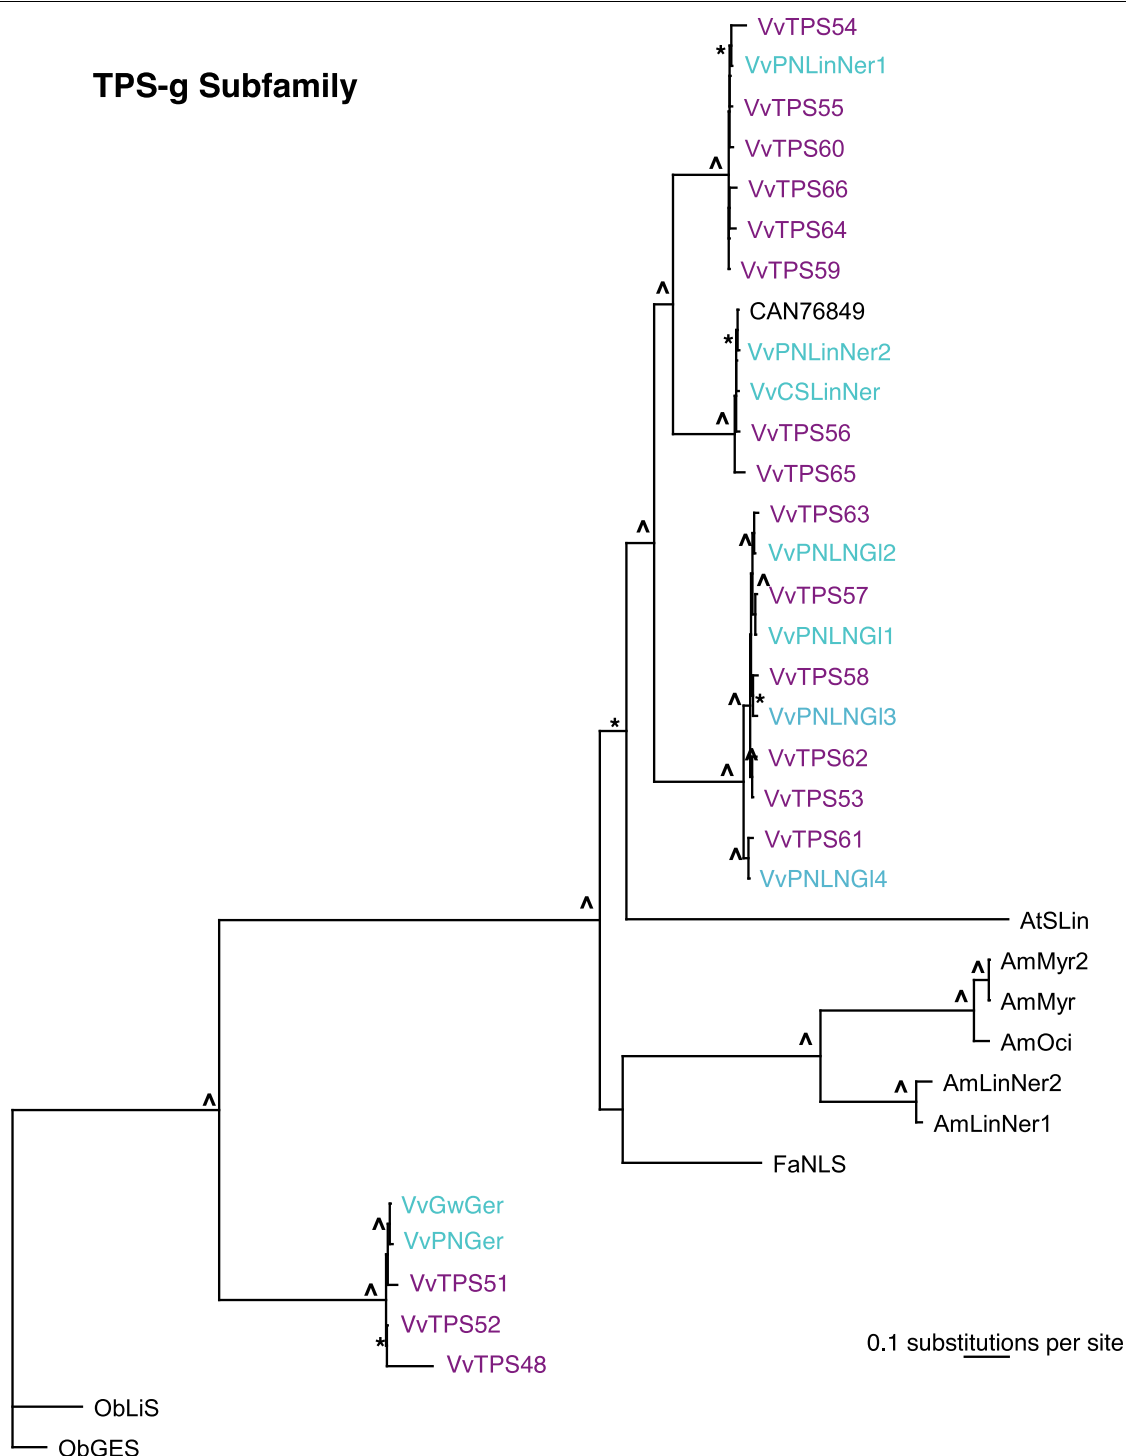 VvTPS54
*
VvPNLinNer1
TPS-g Subfamily
VvTPS55
VvTPS60
^
VvTPS66
VvTPS64
VvTPS59
^
CAN76849
*
VvPNLinNer2
VvCSLinNer
^
VvTPS56
VvTPS65
VvTPS63
^
^
VvPNLNGl2
^
VvTPS57
VvPNLNGl1
VvTPS58
^
*
VvPNLNGl3
*
^
VvTPS62
^
VvTPS53
VvTPS61
^
VvPNLNGl4
^
AtSLin
^
AmMyr2
^
AmMyr
^
AmOci
^
AmLinNer2
^
AmLinNer1
FaNLS
VvGwGer
^
VvPNGer
^
VvTPS51
VvTPS52
*
0.1 substitutions per site
VvTPS48
ObLiS
ObGES